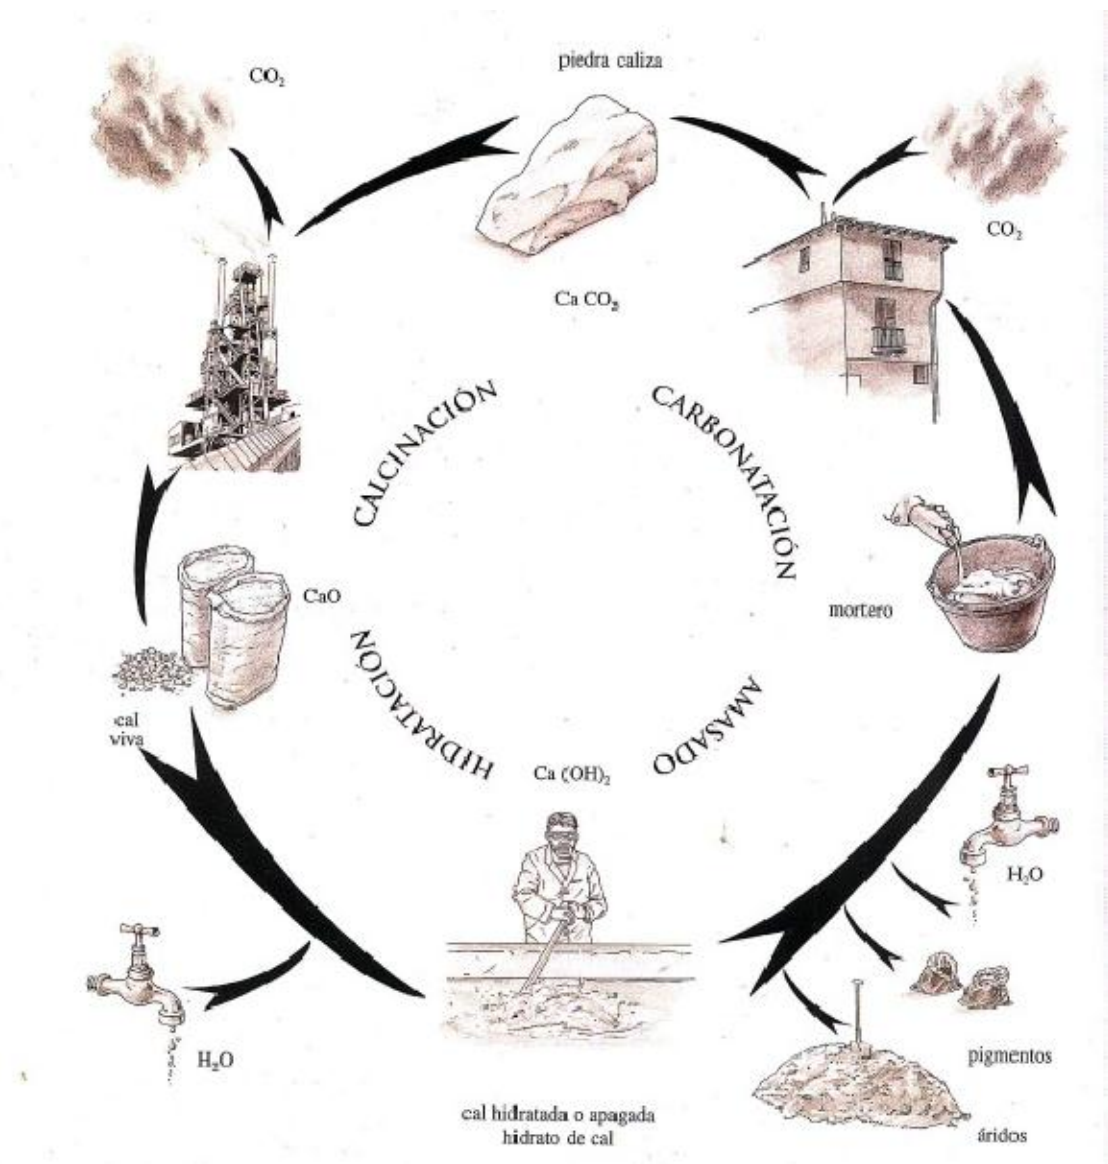 CO₂
piedra caliza
CO₂
Ca CO₃
CALCINACIÓN
CARBONATACIÓN
CaO
mortero
cal
viva
HIDRATACIÓN
AMASADO
Ca (OH)₂
H₂O
H₂O
pigmentos
cal hidratada o apagada
hidrato de cal
áridos